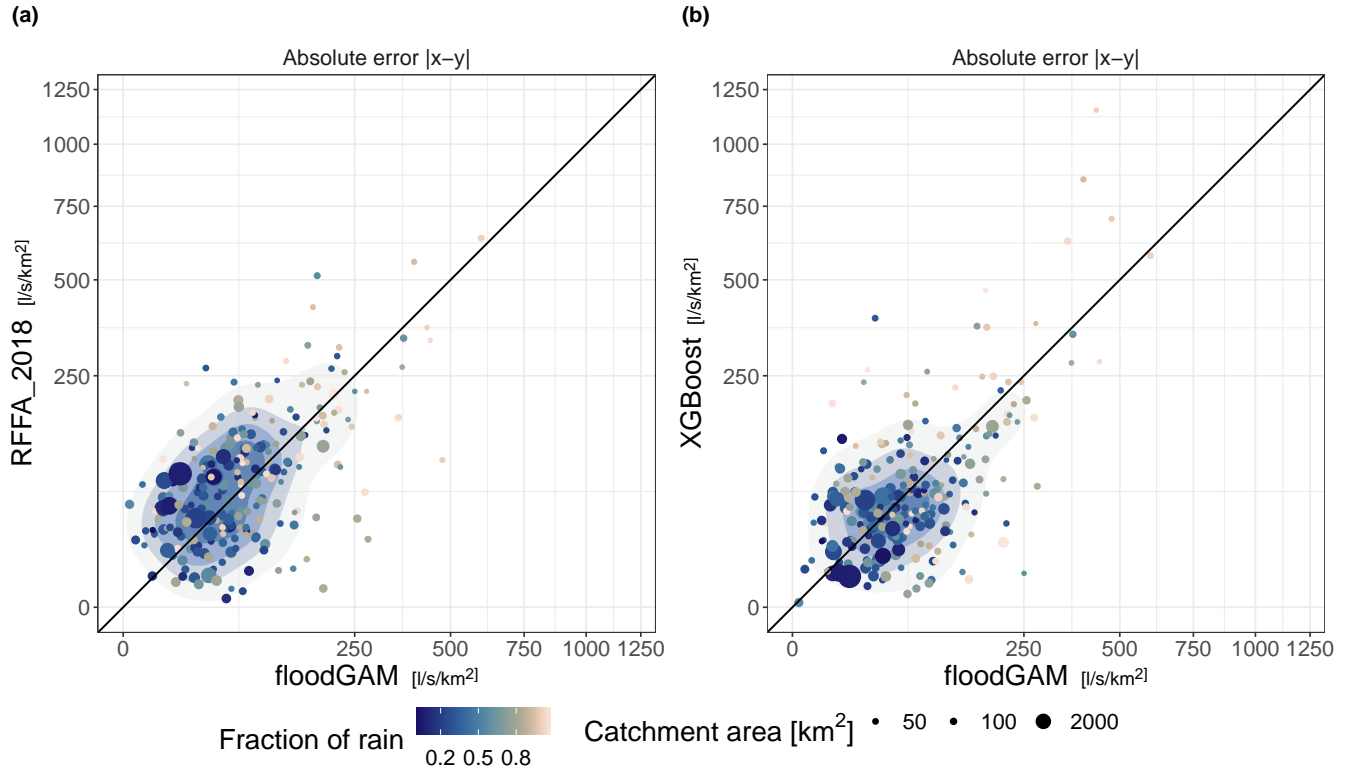 (a)
(b)
Absolute error |x−y|
Absolute error |x−y|
1250
1000
750
500
250
0
RFFA_2018 [l/s/km²]
0 250 500 750 1000 1250
floodGAM [l/s/km²]
1250
1000
750
500
250
0
XGBoost [l/s/km²]
0 250 500 750 1000 1250
floodGAM [l/s/km²]
Fraction of rain
0.2 0.5 0.8
Catchment area [km²] 50 100 2000